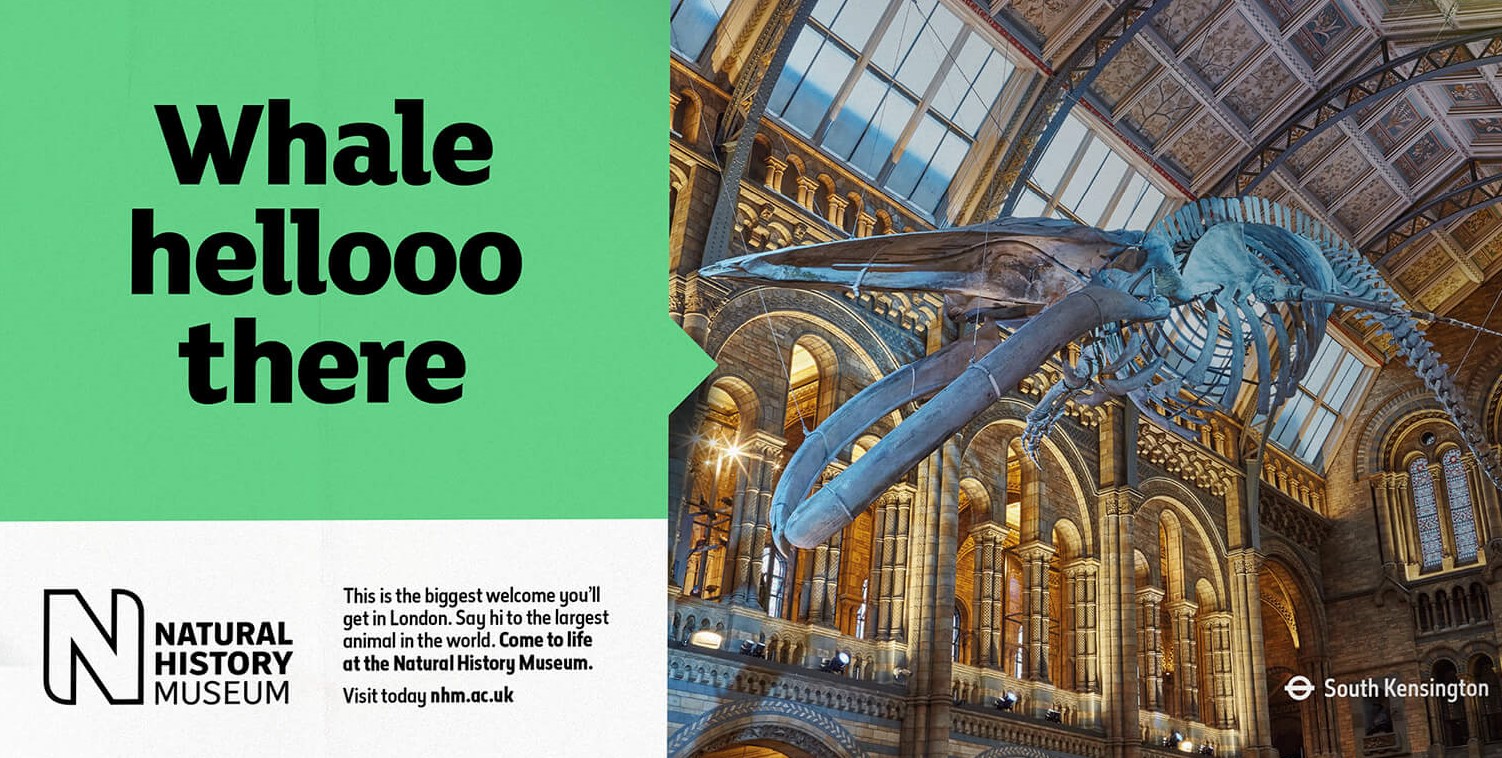 Whale
hellooo
there
NATURAL
HISTORY
MUSEUM
This is the biggest welcome you’ll
get in London. Say hi to the largest
animal in the world. Come to life
at the Natural History Museum.
Visit today nhm.ac.uk
South Kensington